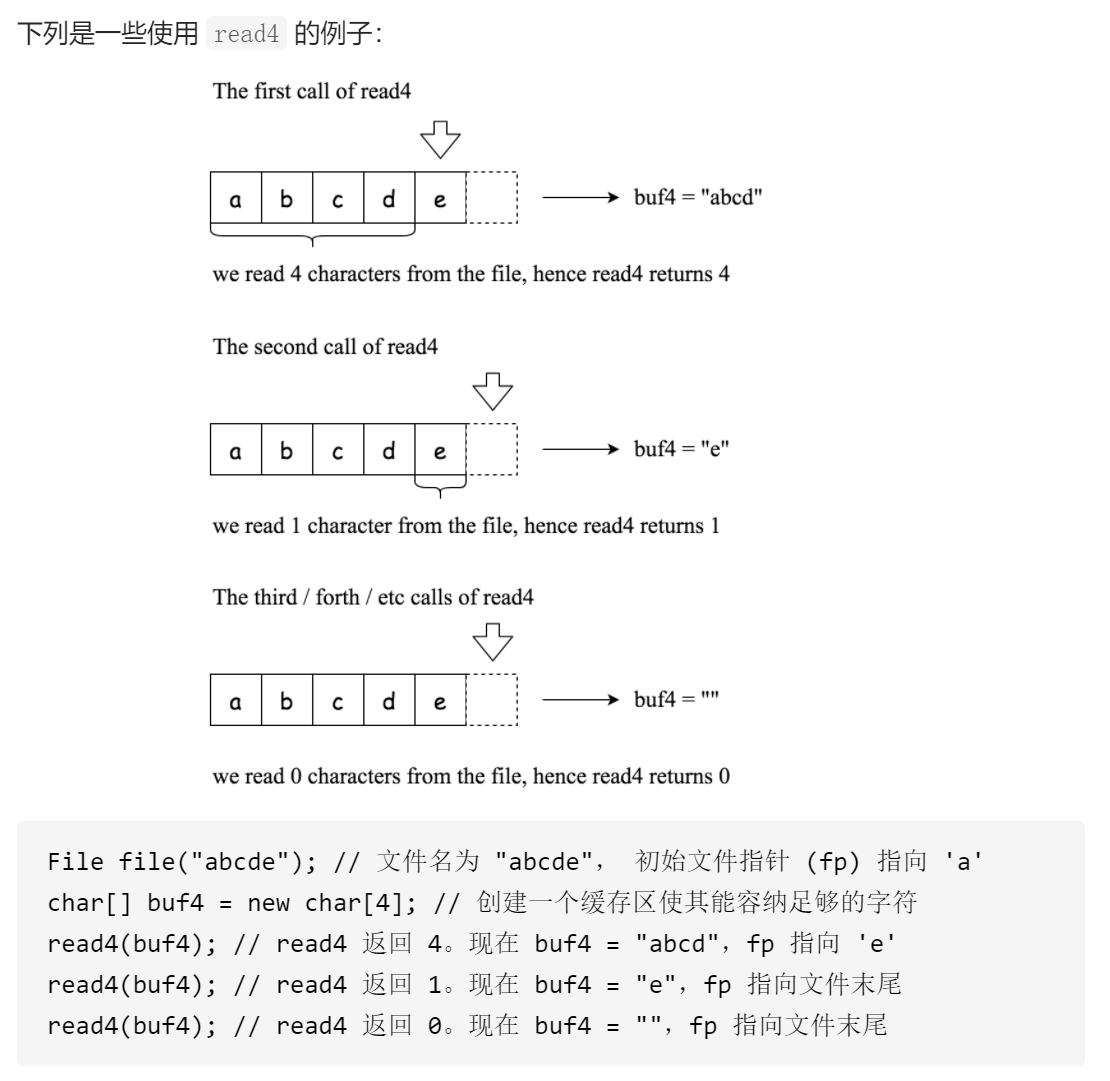 下列是一些使用 read4 的例子：
The first call of read4
a b c d e
buf4 = "abcd"
we read 4 characters from the file, hence read4 returns 4
The second call of read4
a b c d e
buf4 = "e"
we read 1 character from the file, hence read4 returns 1
The third / forth / etc calls of read4
a b c d e
buf4 = ""
we read 0 characters from the file, hence read4 returns 0
File file("abcde"); // 文件名为 "abcde"， 初始文件指针 (fp) 指向 'a'
char[] buf4 = new char[4]; // 创建一个缓存区使其能容纳足够的字符
read4(buf4); // read4 返回 4。现在 buf4 = "abcd"，fp 指向 'e'
read4(buf4); // read4 返回 1。现在 buf4 = "e"，fp 指向文件末尾
read4(buf4); // read4 返回 0。现在 buf4 = ""，fp 指向文件末尾